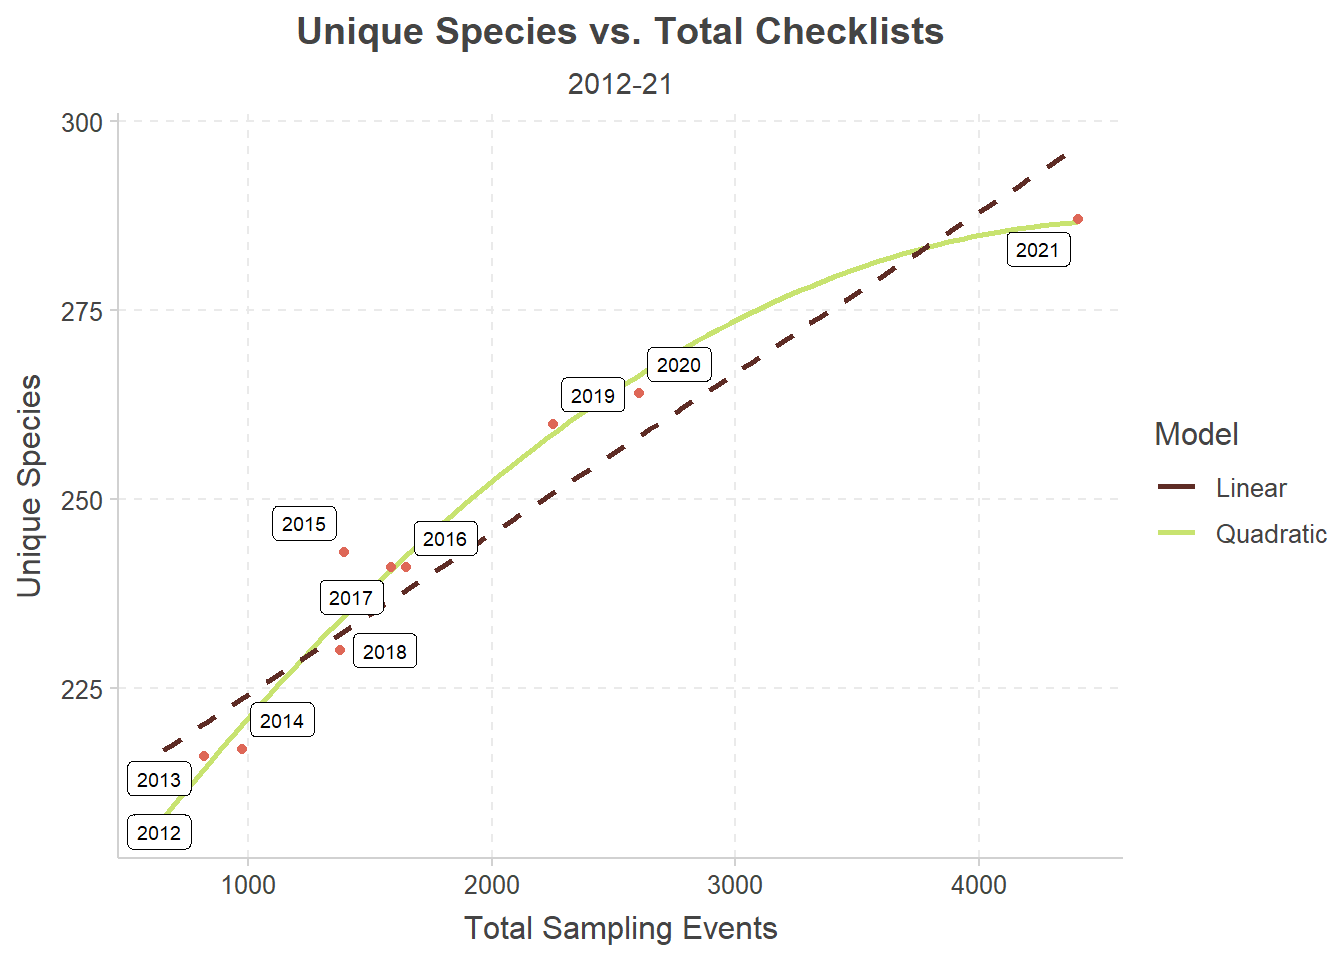 Unique Species vs. Total Checklists
2012-21
300
275
250
225
Unique Species
2021
2020
2019
2015
2016
2017
2018
2014
2013
2012
1000 2000 3000 4000
Total Sampling Events
Model
Linear
Quadratic